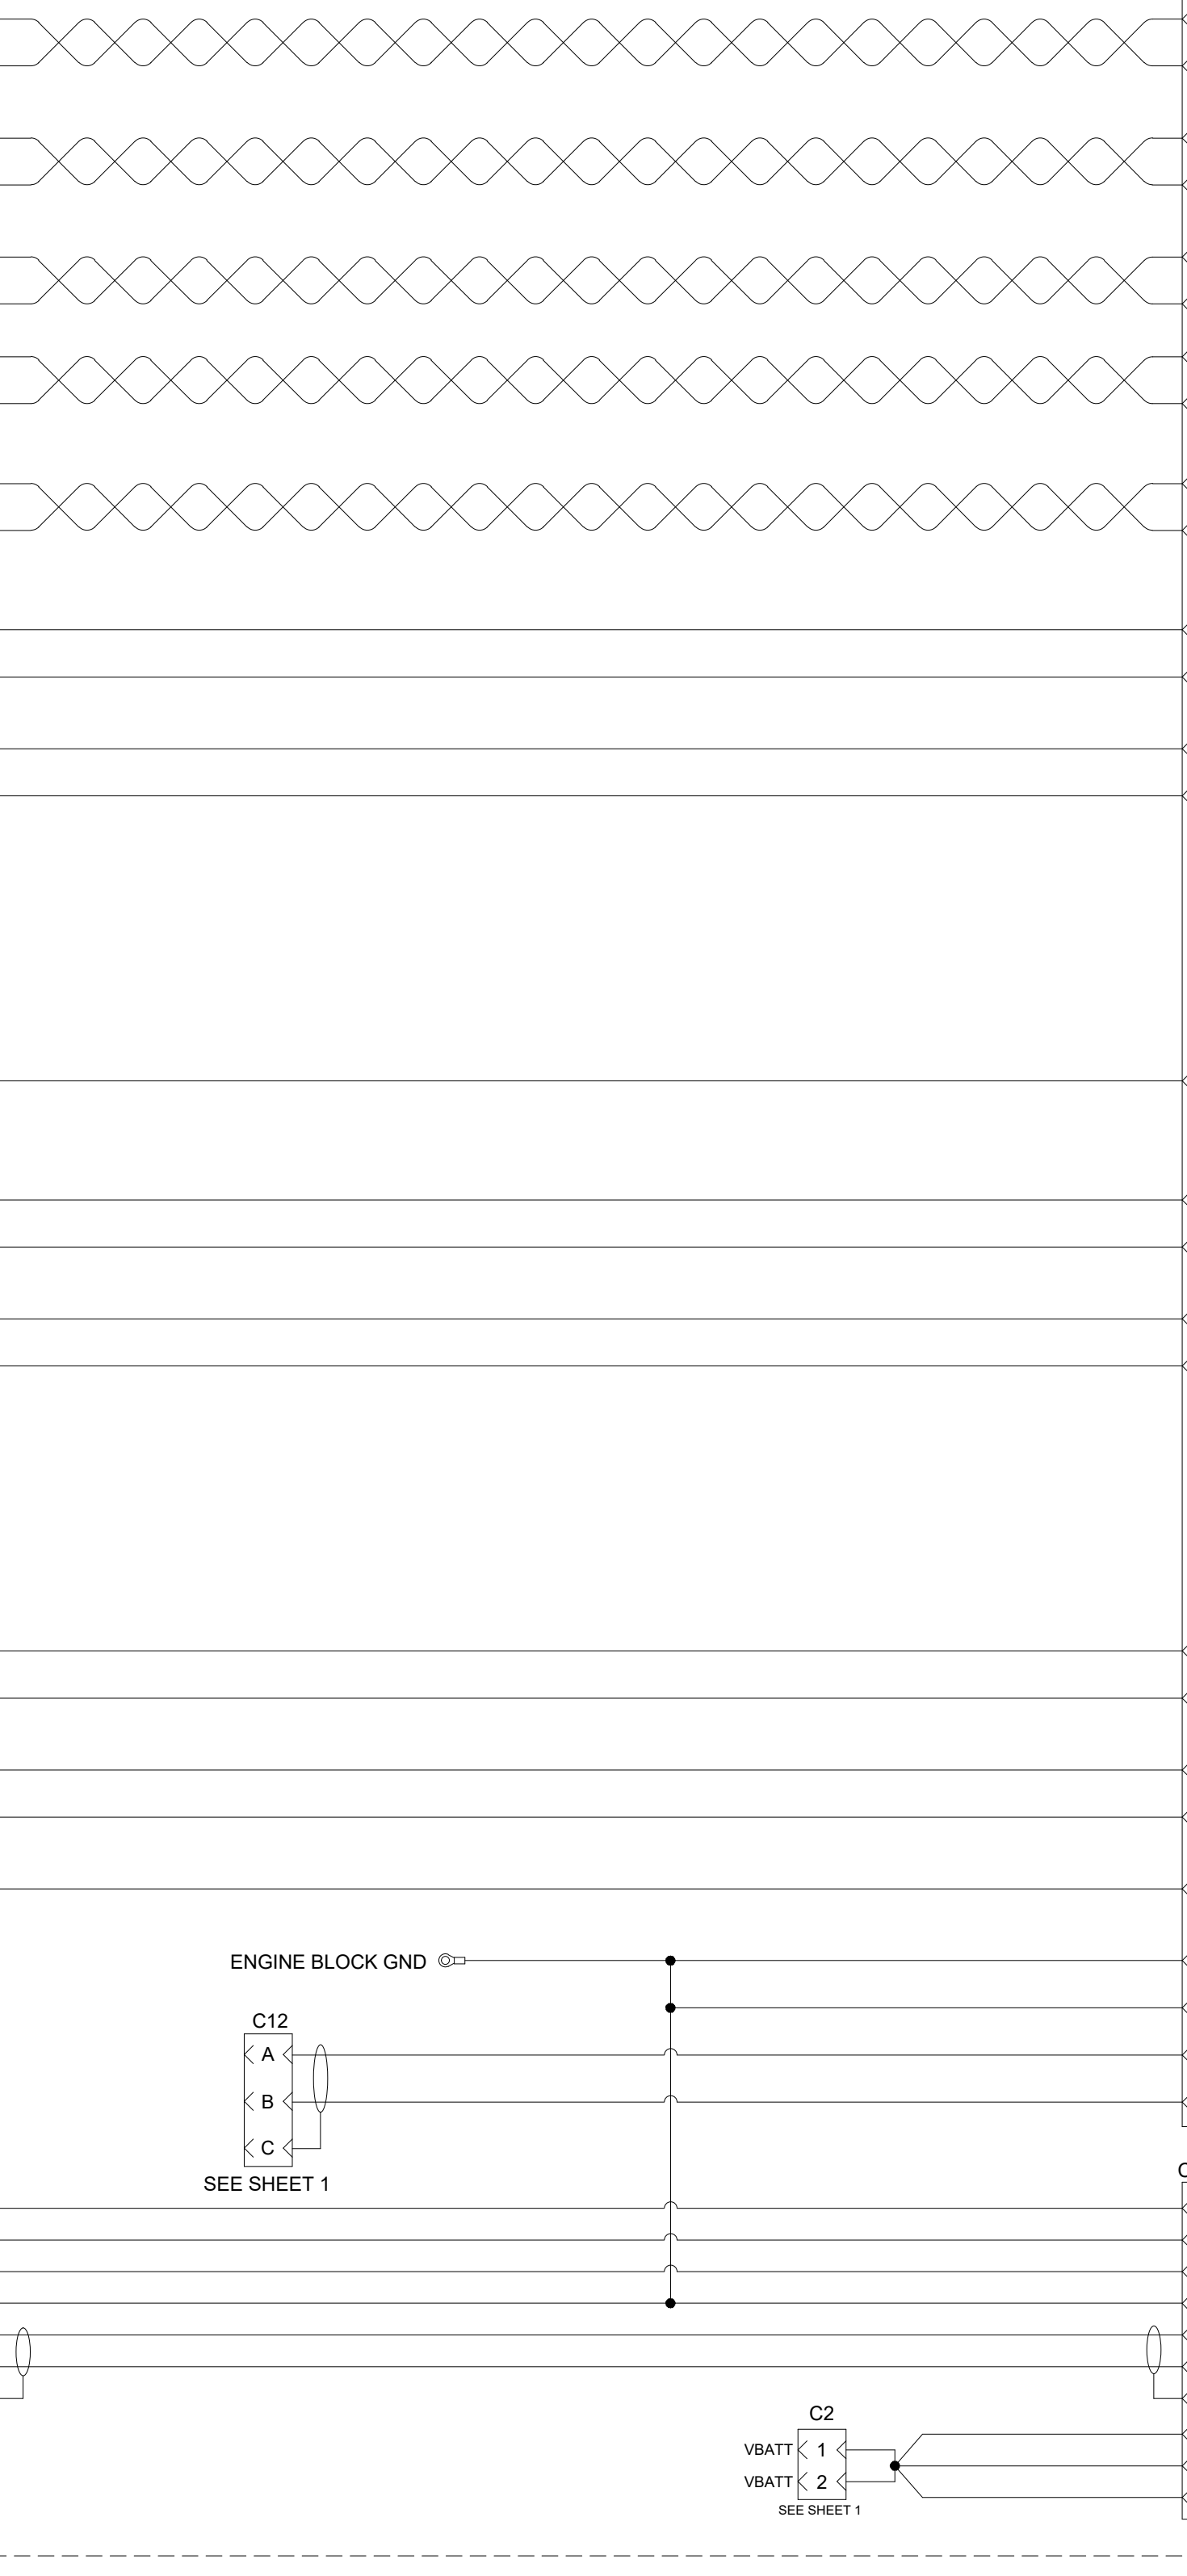 ENGINE BLOCK GND
C12
A
B
C
SEE SHEET 1
C
C2
VBATT 1
VBATT 2
SEE SHEET 1